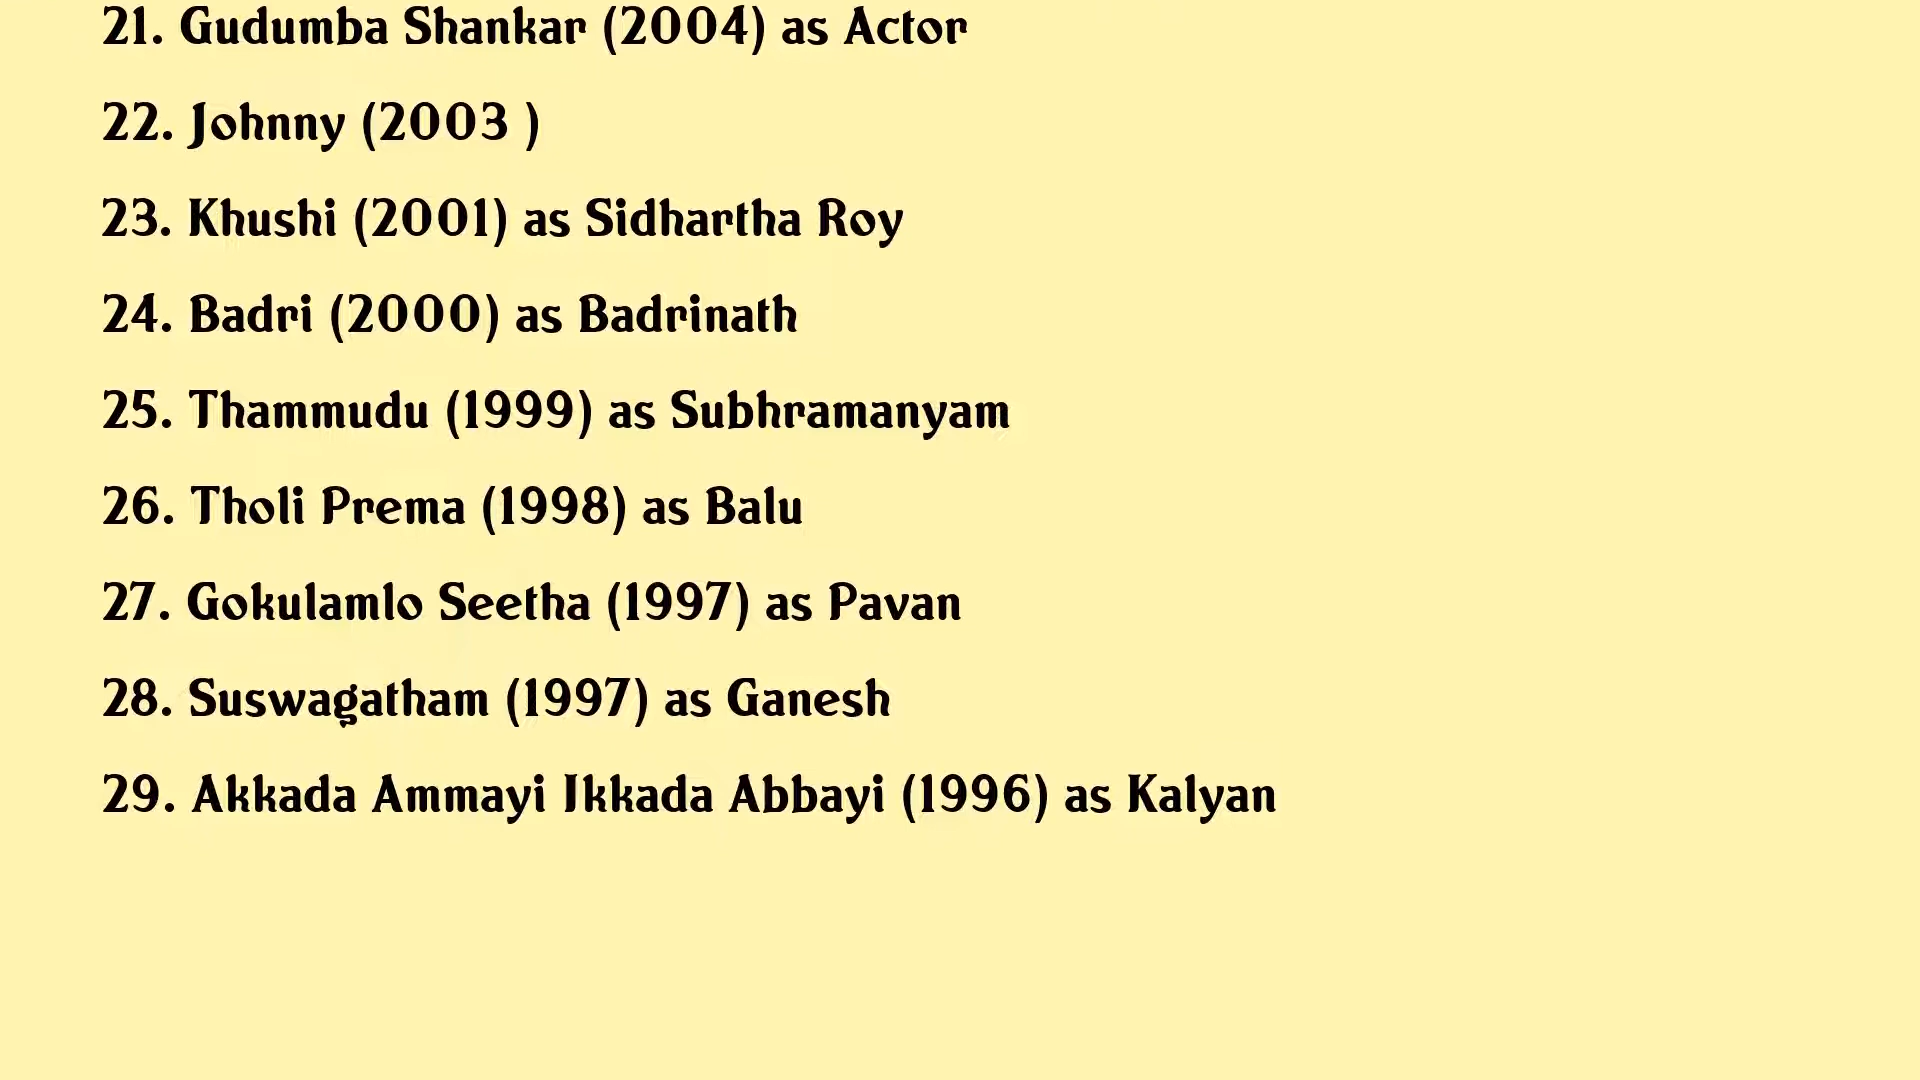 21. Gudumba Shankar (2004) as Actor
22. Johnny (2003 )
23. Khushi (2001) as Sidhartha Roy
24. Badri (2000) as Badrinath
25. Thammudu (1999) as Subhramanyam
26. Tholi Prema (1998) as Balu
27. Gokulamlo Seetha (1997) as Pavan
28. Suswagatham (1997) as Ganesh
29. Akkada Ammayi Ikkada Abbayi (1996) as Kalyan